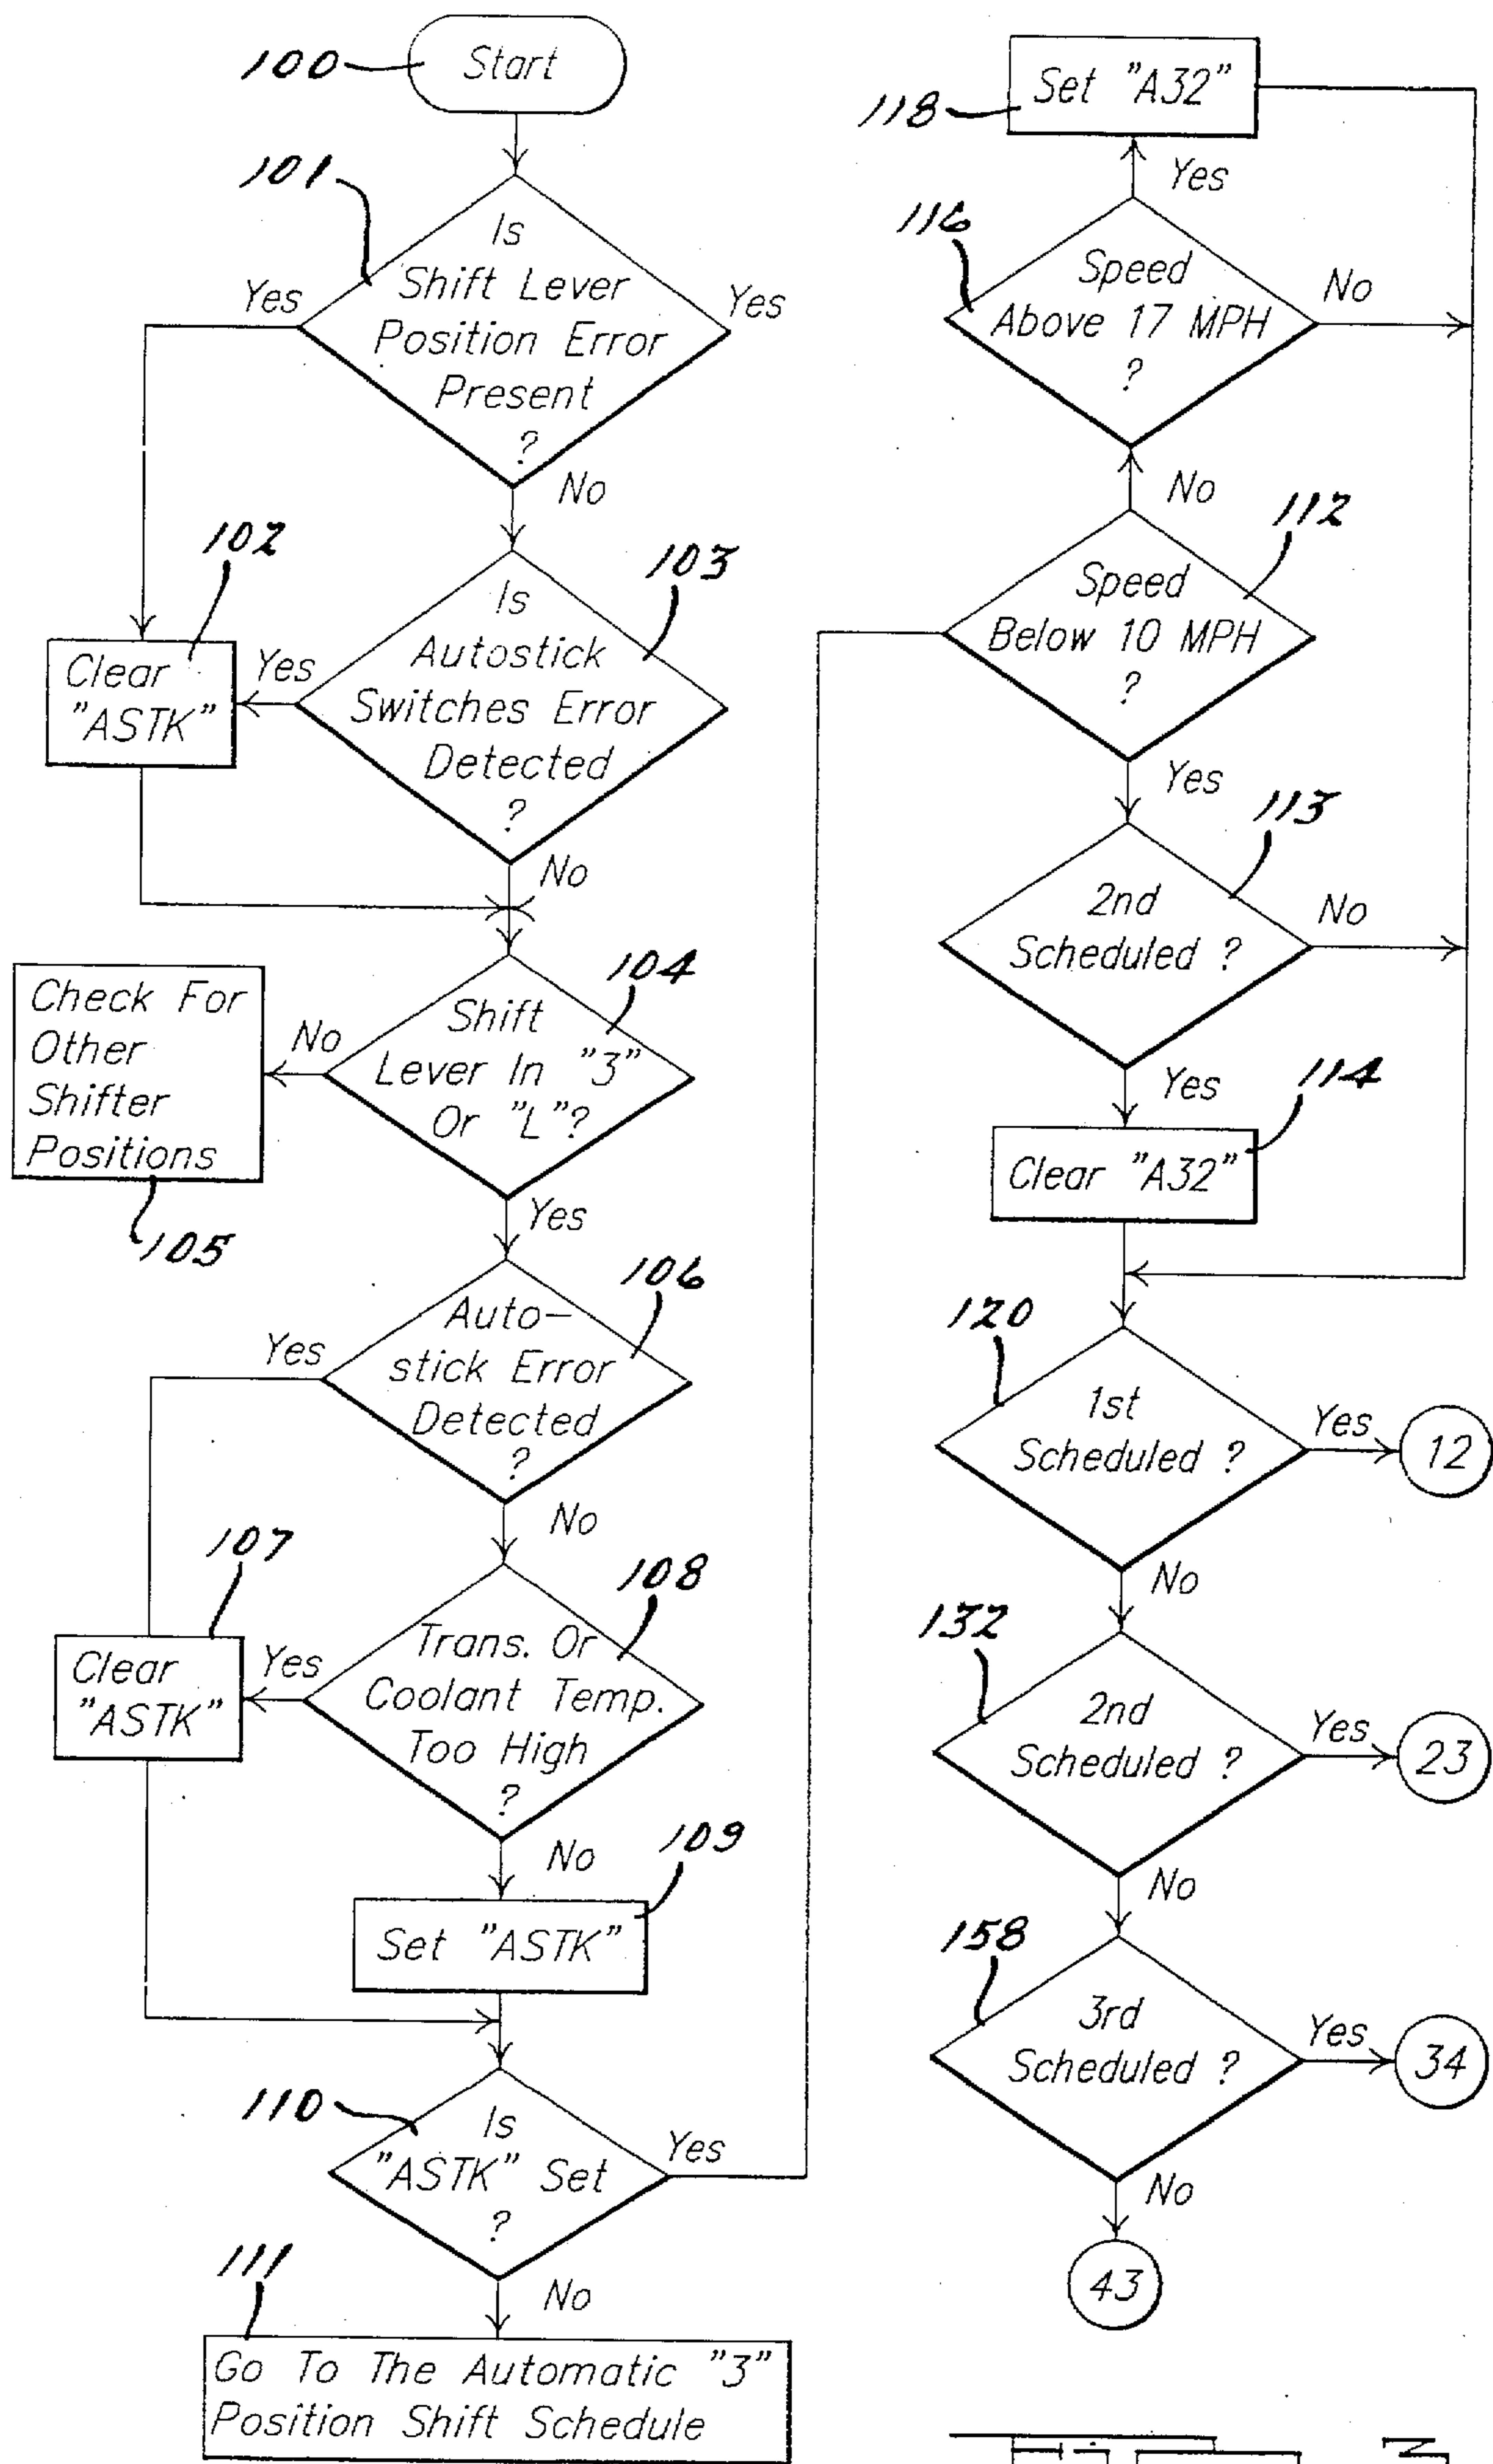 100
Start
101
Is
Shift Lever
Position Error
Present
?
Yes
Yes
No
102
Clear
"ASTK"
Yes
103
Is
Autostick
Switches Error
Detected
?
No
104
Shift
Lever In "3"
Or "L"?
No
Check For
Other
Shifter
Positions
105
Yes
106
Auto-
stick Error
Detected
?
Yes
No
107
Clear
"ASTK"
Yes
108
Trans. Or
Coolant Temp.
Too High
?
No
109
Set "ASTK"
110
Is
"ASTK" Set
?
Yes
No
111
Go To The Automatic "3"
Position Shift Schedule
Set "A32"
118
Yes
116
Speed
Above 17 MPH
?
No
No
112
Speed
Below 10 MPH
?
Yes
113
2nd
Scheduled ?
No
Yes
114
Clear "A32"
120
1st
Scheduled ?
Yes
12
No
132
2nd
Scheduled ?
Yes
23
No
158
3rd
Scheduled ?
Yes
34
No
43